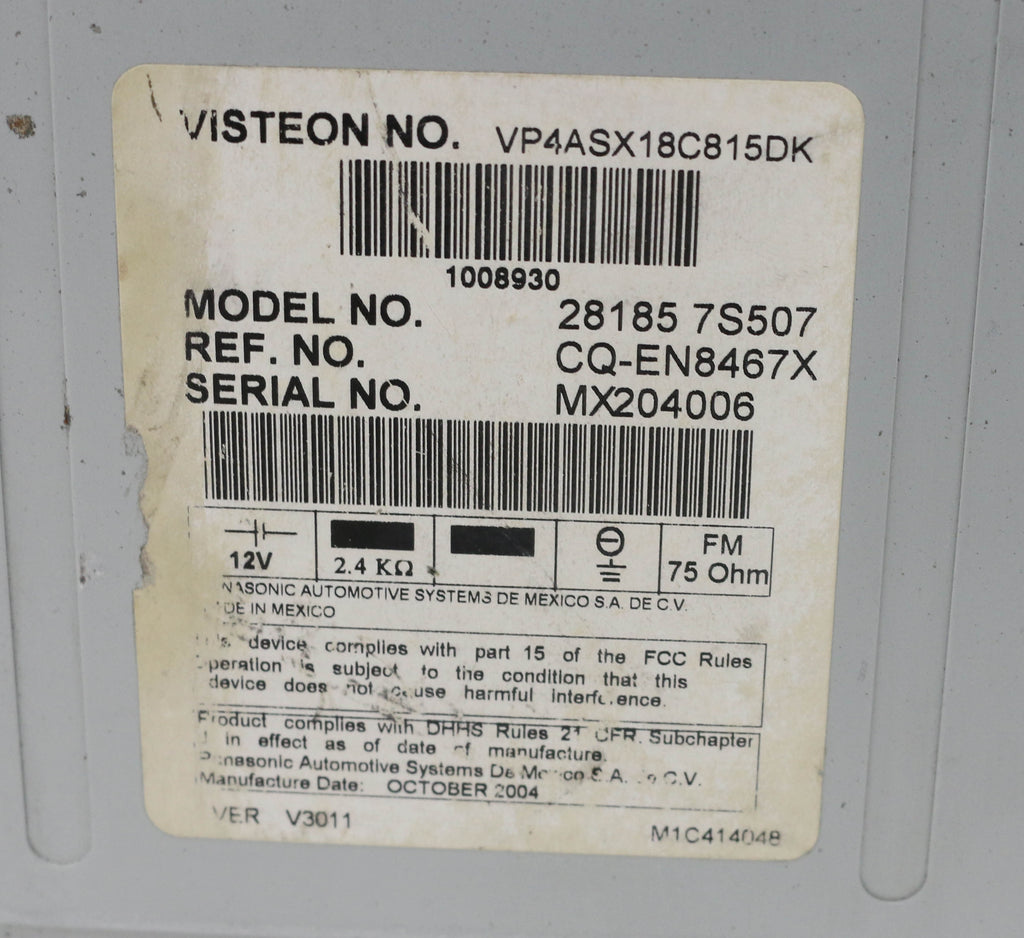 VISTEON NO. VP4ASX18C815DK
1008930
MODEL NO. 28185 7S507
REF. NO. CQ-EN8467X
SERIAL NO. MX204006
12V 2.4 KΩ FM
75 Ohm
AUTOMOTIVE SYSTEMS DE MEXICO S.A. DE C.V.
IN MEXICO
device complies with part 15 of the FCC Rules
is subject to the condition that this
device does not harmful
Product complies with DHHS Rules 21 CFR. Subchapter
in effect as of date of manufacture.
Automotive Systems De S.A. C.V.
Manufacture Date: OCTOBER 2004
VER V3011
M1C414048